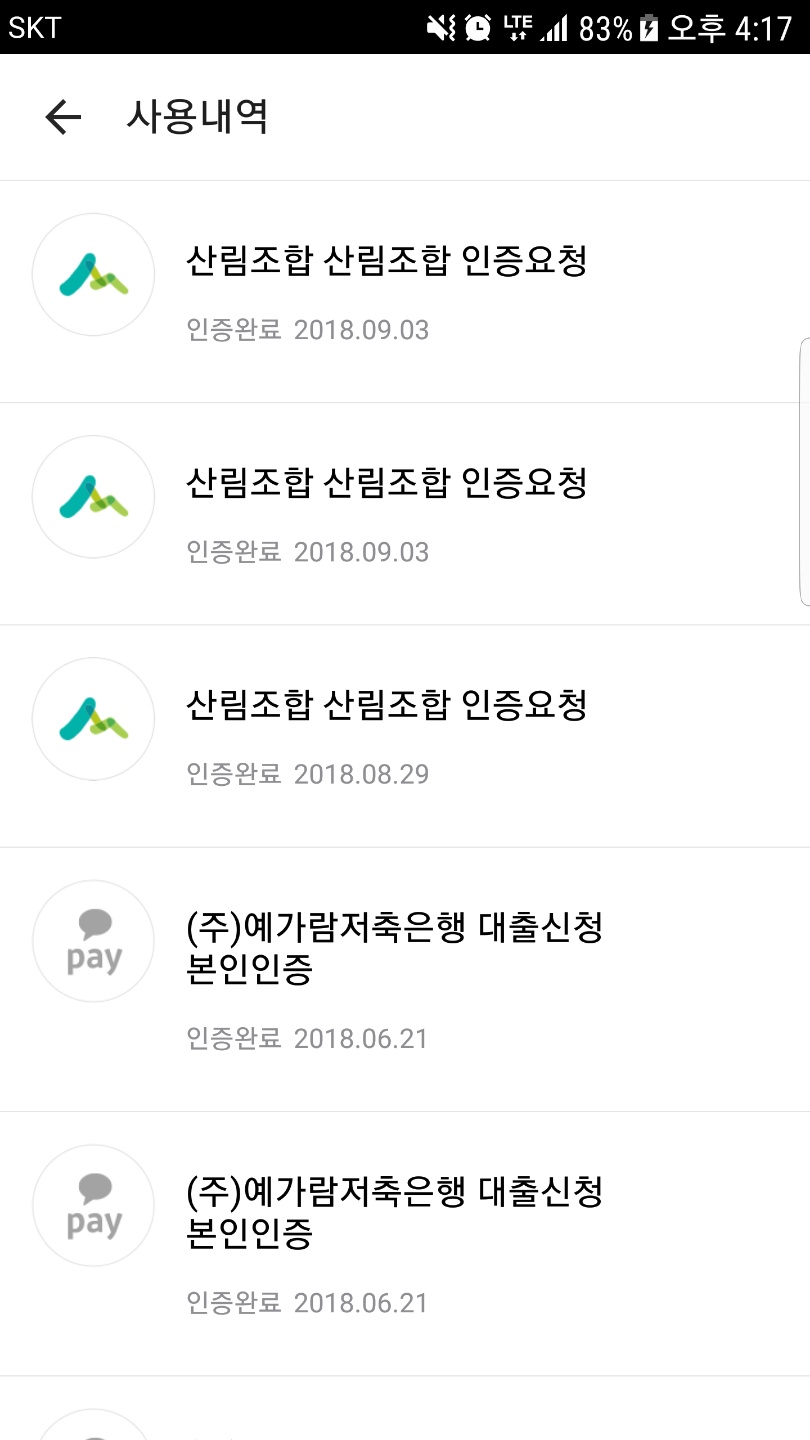 SKT LTE 83% 오후 4:17
사용내역
산림조합 산림조합 인증요청
인증완료 2018.09.03
산림조합 산림조합 인증요청
인증완료 2018.09.03
산림조합 산림조합 인증요청
인증완료 2018.08.29
pay
(주)예가람저축은행 대출신청
본인인증
인증완료 2018.06.21
pay
(주)예가람저축은행 대출신청
본인인증
인증완료 2018.06.21